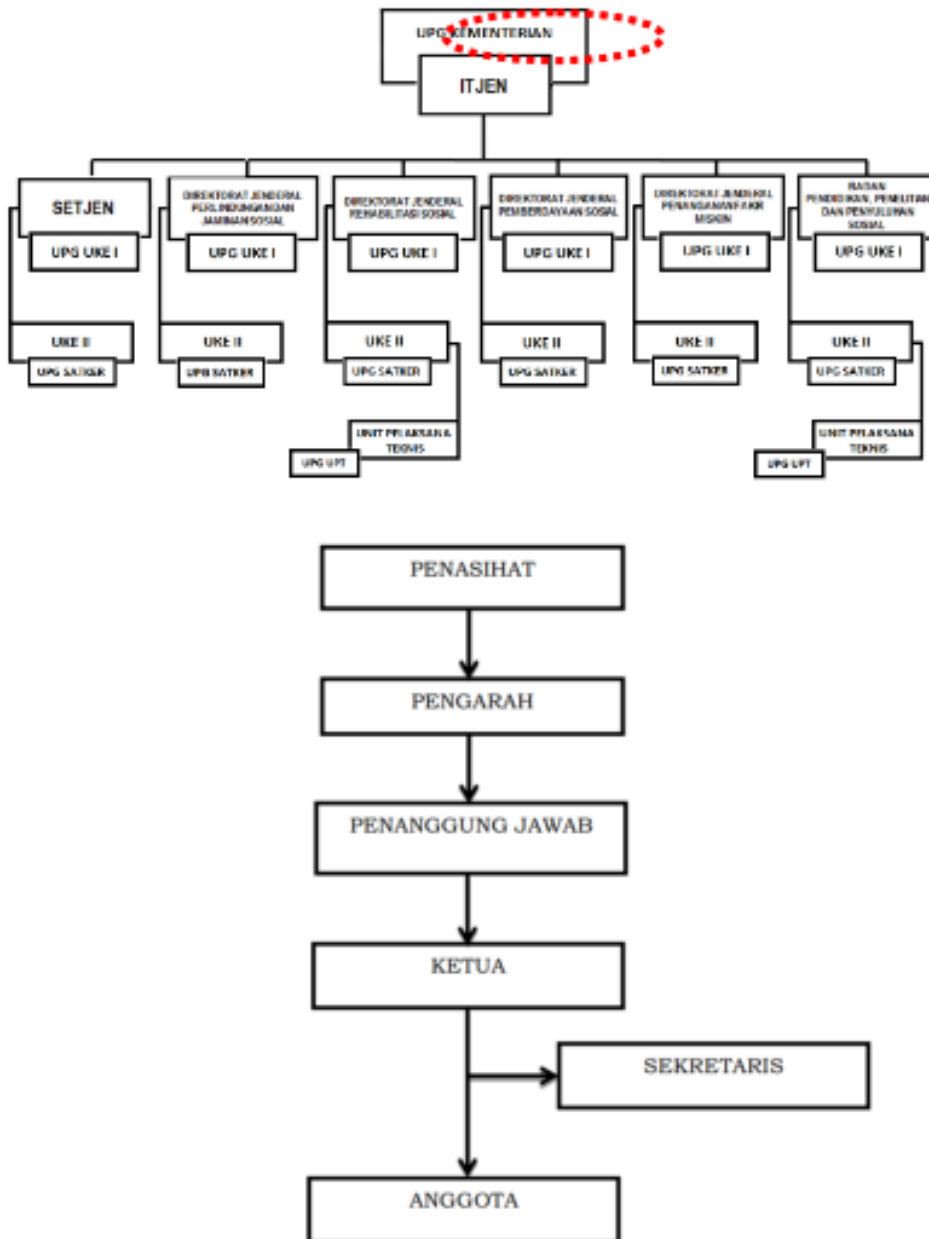 UPG KEMENTERIAN
ITJEN
SETJEN
UPG UKE I
UKE II
UPG SATKER
DIREKTORAT JENDERAL
PERLINDUNGAN DAN
JAMINAN SOSIAL
UPG UKE I
UKE II
UPG SATKER
DIREKTORAT JENDERAL
REHABILITASI SOSIAL
UPG UKE I
UKE II
UPG SATKER
UNIT PELAKSANA
TEKNIS
UPG UPT
DIREKTORAT JENDERAL
PEMBERDAYAAN SOSIAL
UPG UKE I
UKE II
UPG SATKER
DIREKTORAT JENDERAL
PENANGANAN FAKIR
MISKIN
UPG UKE I
UKE II
UPG SATKER
BADAN
PENDIDIKAN, PENELITIAN
DAN PENYULUHAN
SOSIAL
UPG UKE I
UKE II
UPG SATKER
UNIT PELAKSANA
TEKNIS
UPG UPT
PENASIHAT
PENGARAH
PENANGGUNG JAWAB
KETUA
SEKRETARIS
ANGGOTA